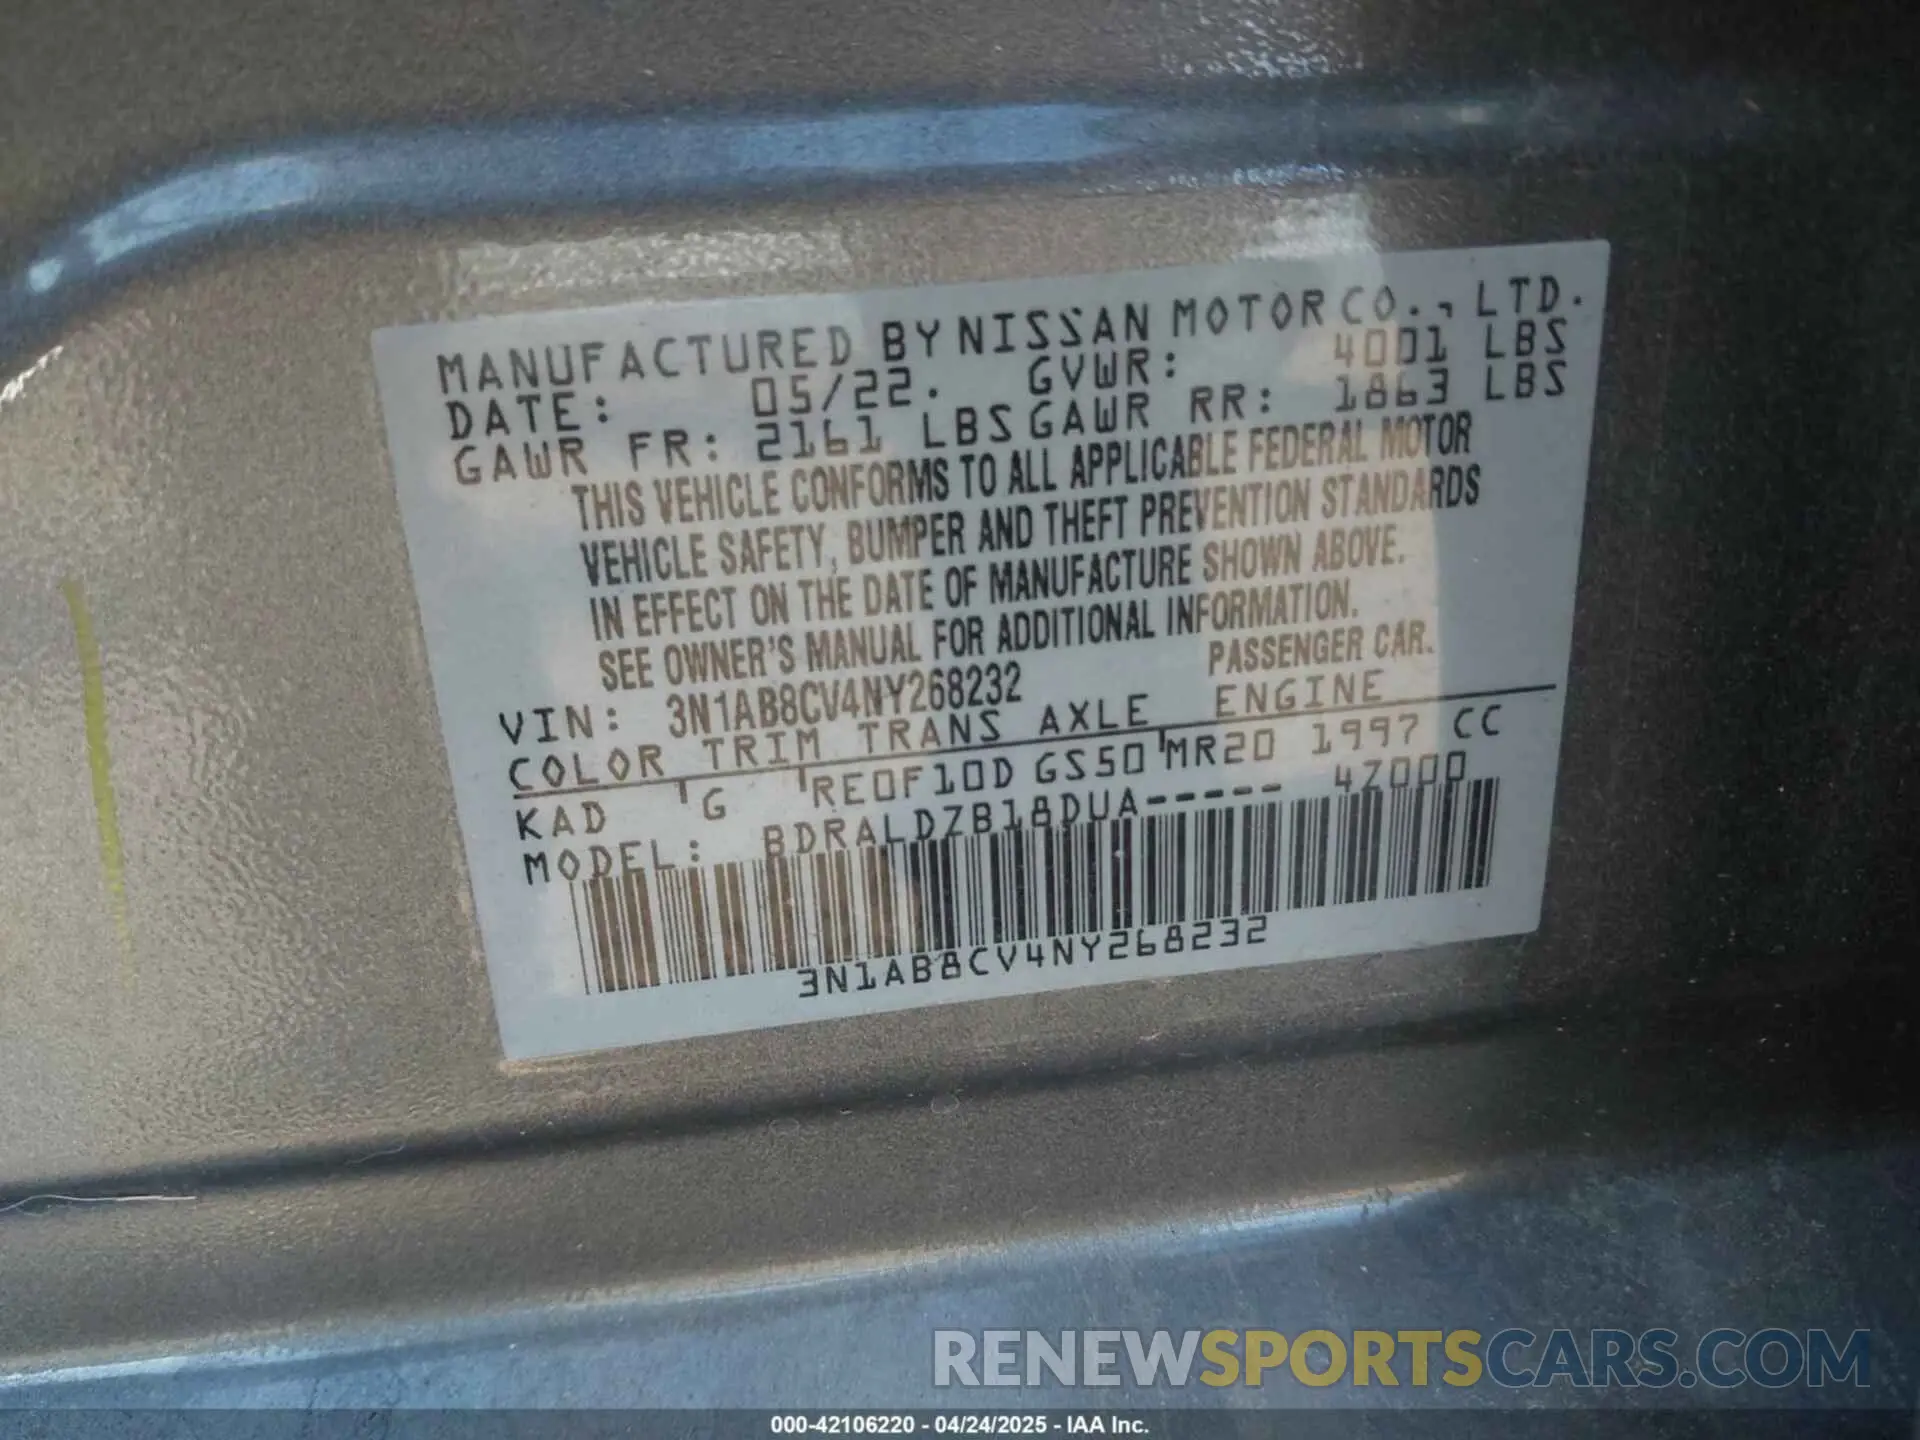 MANUFACTURED BY NISSAN MOTOR CO., LTD.
DATE: 05/22. GVWR: 4001 LBS
GAWR FR: 2161 LBS GAWR RR: 1863 LBS
THIS VEHICLE CONFORMS TO ALL APPLICABLE FEDERAL MOTOR
VEHICLE SAFETY, BUMPER AND THEFT PREVENTION STANDARDS
IN EFFECT ON THE DATE OF MANUFACTURE SHOWN ABOVE.
SEE OWNER'S MANUAL FOR ADDITIONAL INFORMATION.
VIN: 3N1AB8CV4NY268232 PASSENGER CAR.
COLOR TRIM TRANS AXLE ENGINE
KAD G RE0F10D GS50 MR20 1997 CC
MODEL: BDRALDZB18DUA----- 4Z000
3N1AB8CV4NY268232
RENEWSPORTSCARS.COM
000-42106220 - 04/24/2025 - IAA Inc.